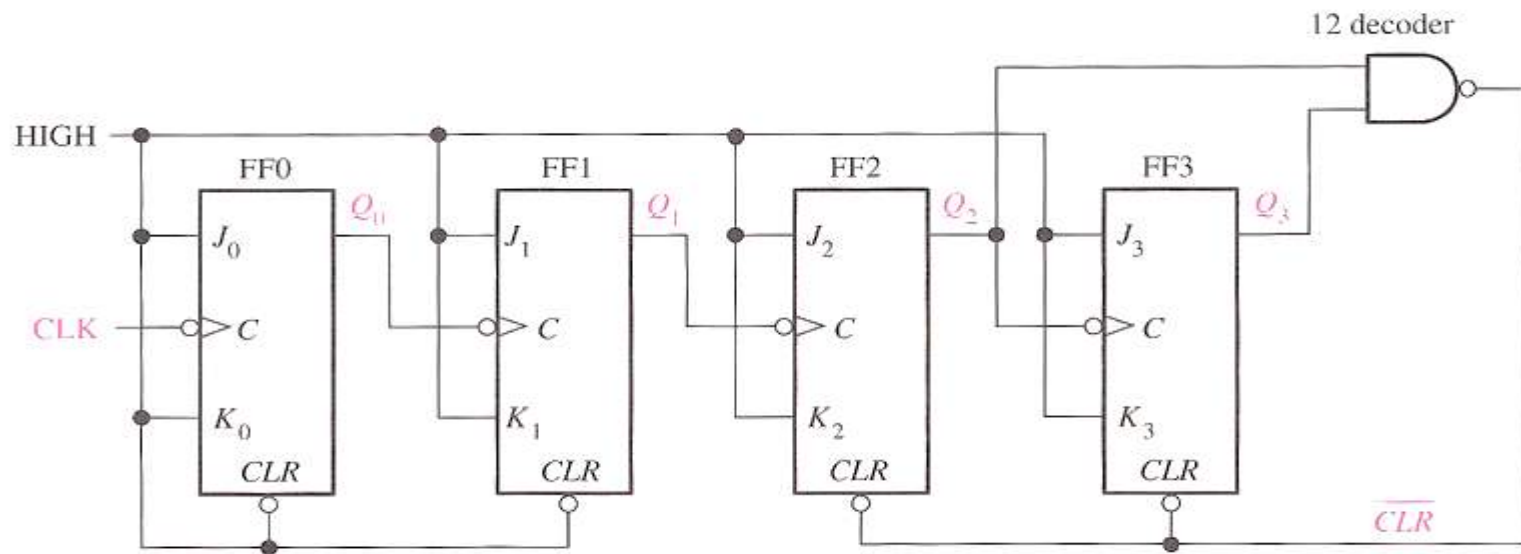 12 decoder
HIGH
FF0 FF1 FF2 FF3
Q₀ Q₁ Q₂ Q₃
J₀ J₁ J₂ J₃
CLK C C C C
K₀ K₁ K₂ K₃
CLR CLR CLR CLR
C̅L̅R̅